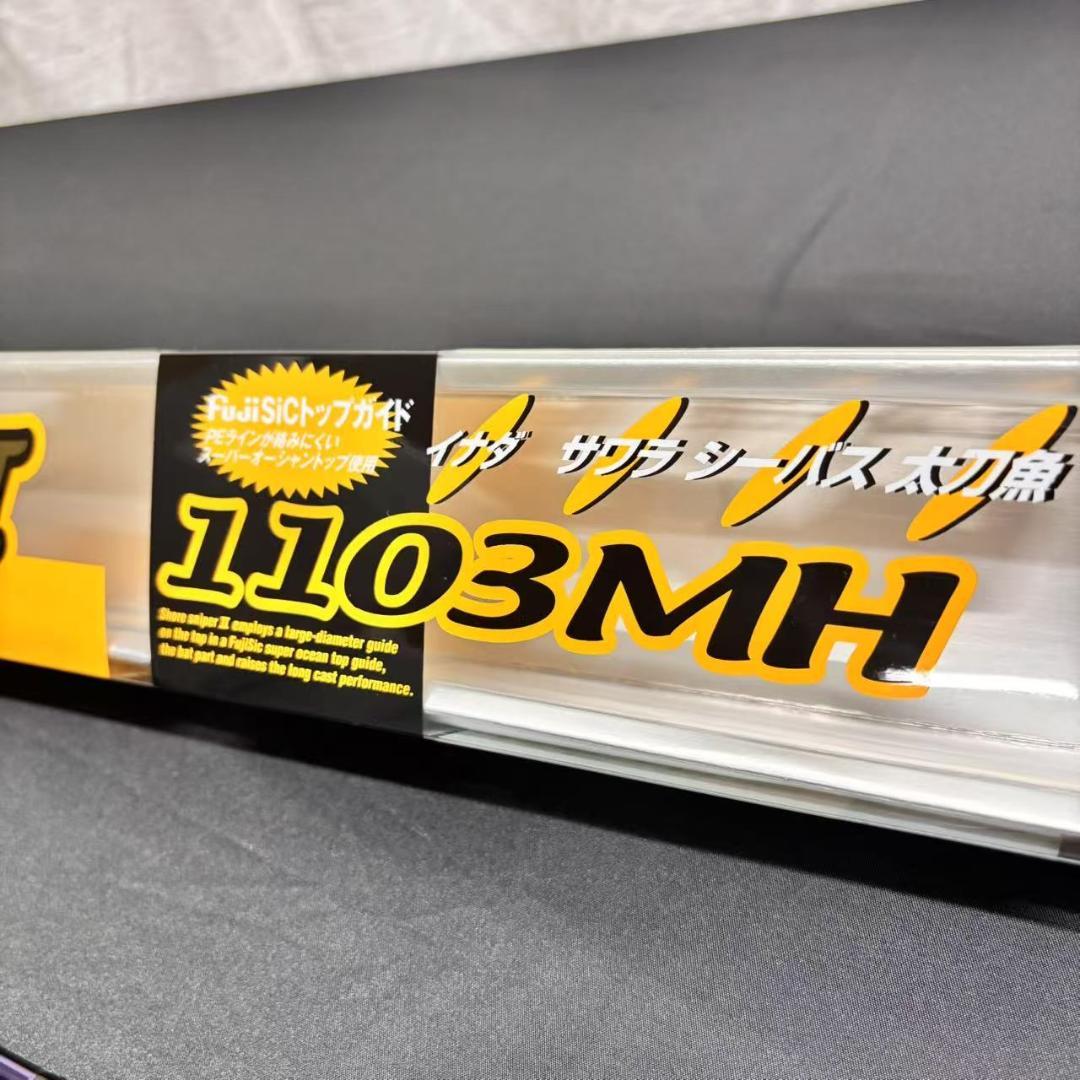 II
FujiSiCトップガイド
PEラインが絡みにくい
スーパーオーシャントップ使用
イナダ サワラ シーバス 太刀魚
1103MH
Shore sniper II employs a large-diameter guide
on the top in a FujiSic super ocean top guide,
the bat part and raises the long cast performance.